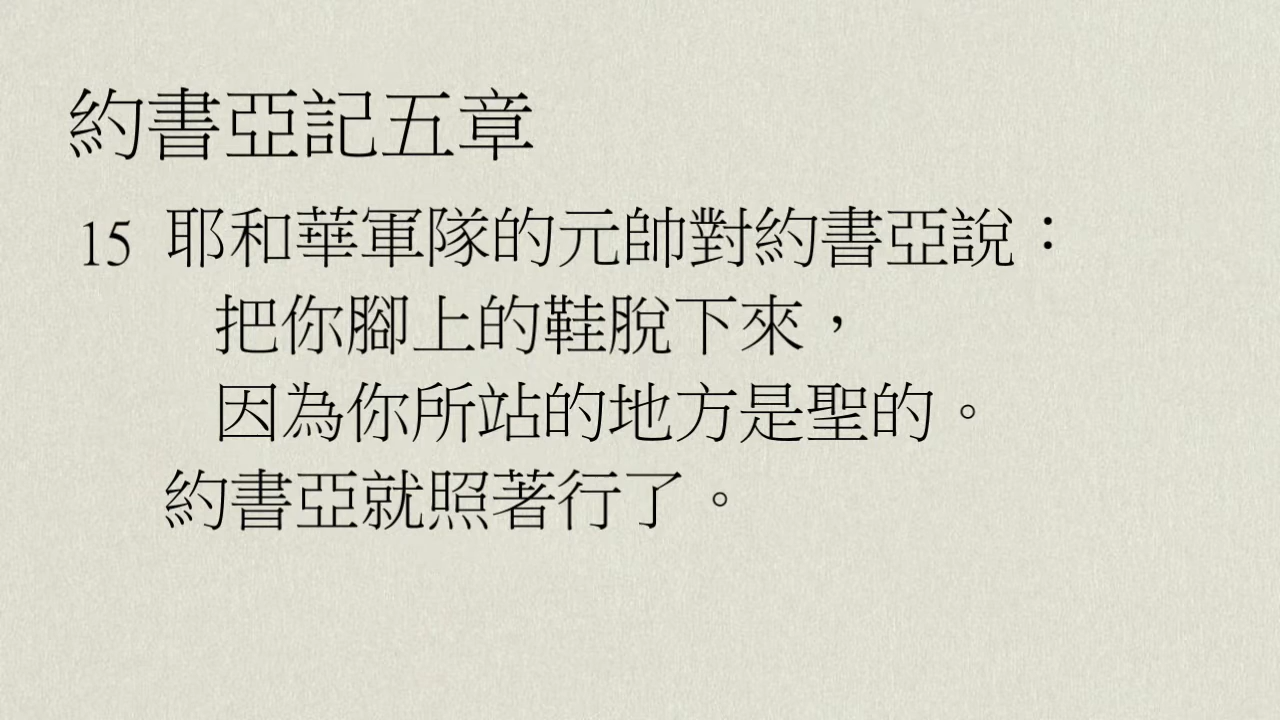 約書亞記五章
15 耶和華軍隊的元帥對約書亞說：
把你腳上的鞋脫下來，
因為你所站的地方是聖的。
約書亞就照著行了。